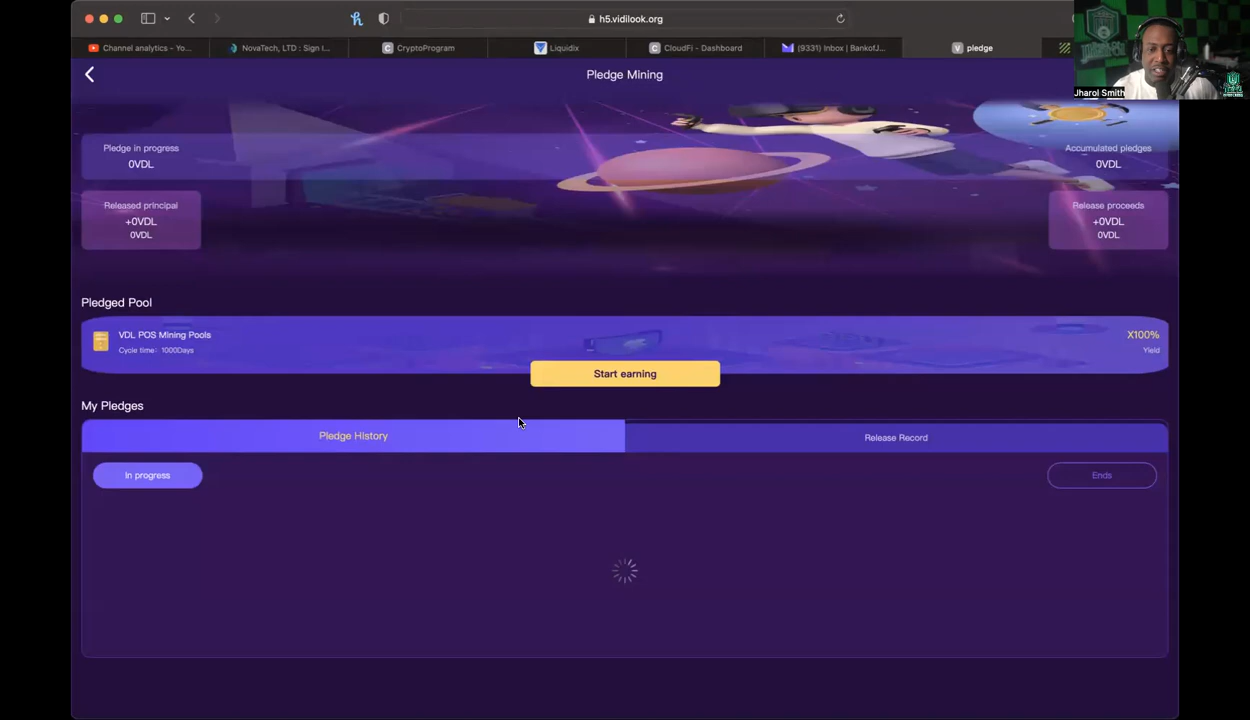 h5.vidilook.org
Channel analytics - Yo...
NovaTech, LTD : Sign i...
CryptoProgram
Liquidix
CloudFi - Dashboard
(9331) Inbox | BankofJ...
pledge
Jharol Smith
Pledge Mining
Pledge in progress
0VDL
Accumulated pledges
0VDL
Released principal
+0VDL
0VDL
Release proceeds
+0VDL
0VDL
Pledged Pool
VDL POS Mining Pools
Cycle time: 1000Days
X100%
Yield
Start earning
My Pledges
Pledge History
Release Record
In progress
Ends